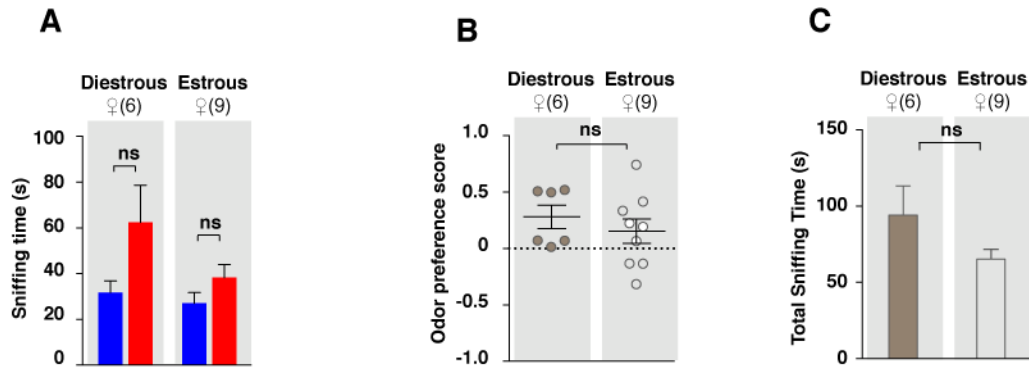 A
Diestrous Estrous
♀(6) ♀(9)
ns
ns
100
80
60
40
20
0
Sniffing time (s)
B
Diestrous Estrous
♀(6) ♀(9)
ns
1.0
0.5
0
-0.5
-1.0
Odor preference score
C
Diestrous Estrous
♀(6) ♀(9)
ns
150
100
50
0
Total Sniffing Time (s)